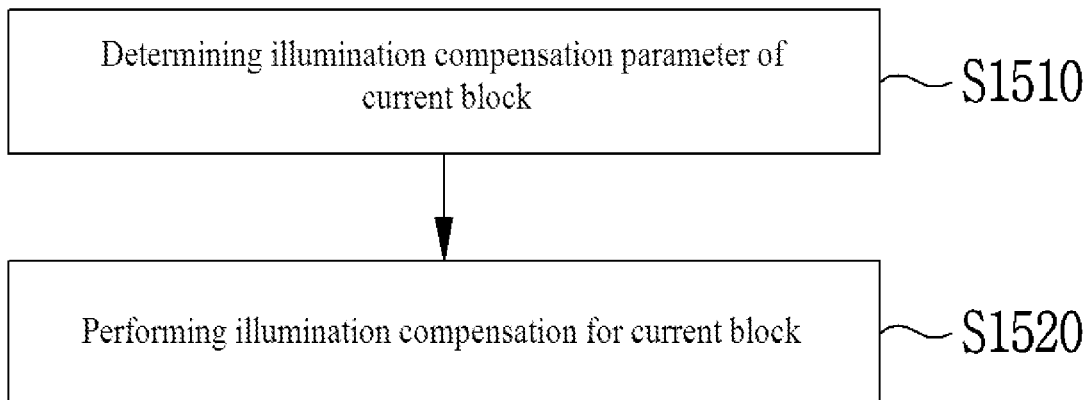 Determining illumination compensation parameter of
current block
S1510
Performing illumination compensation for current block
S1520